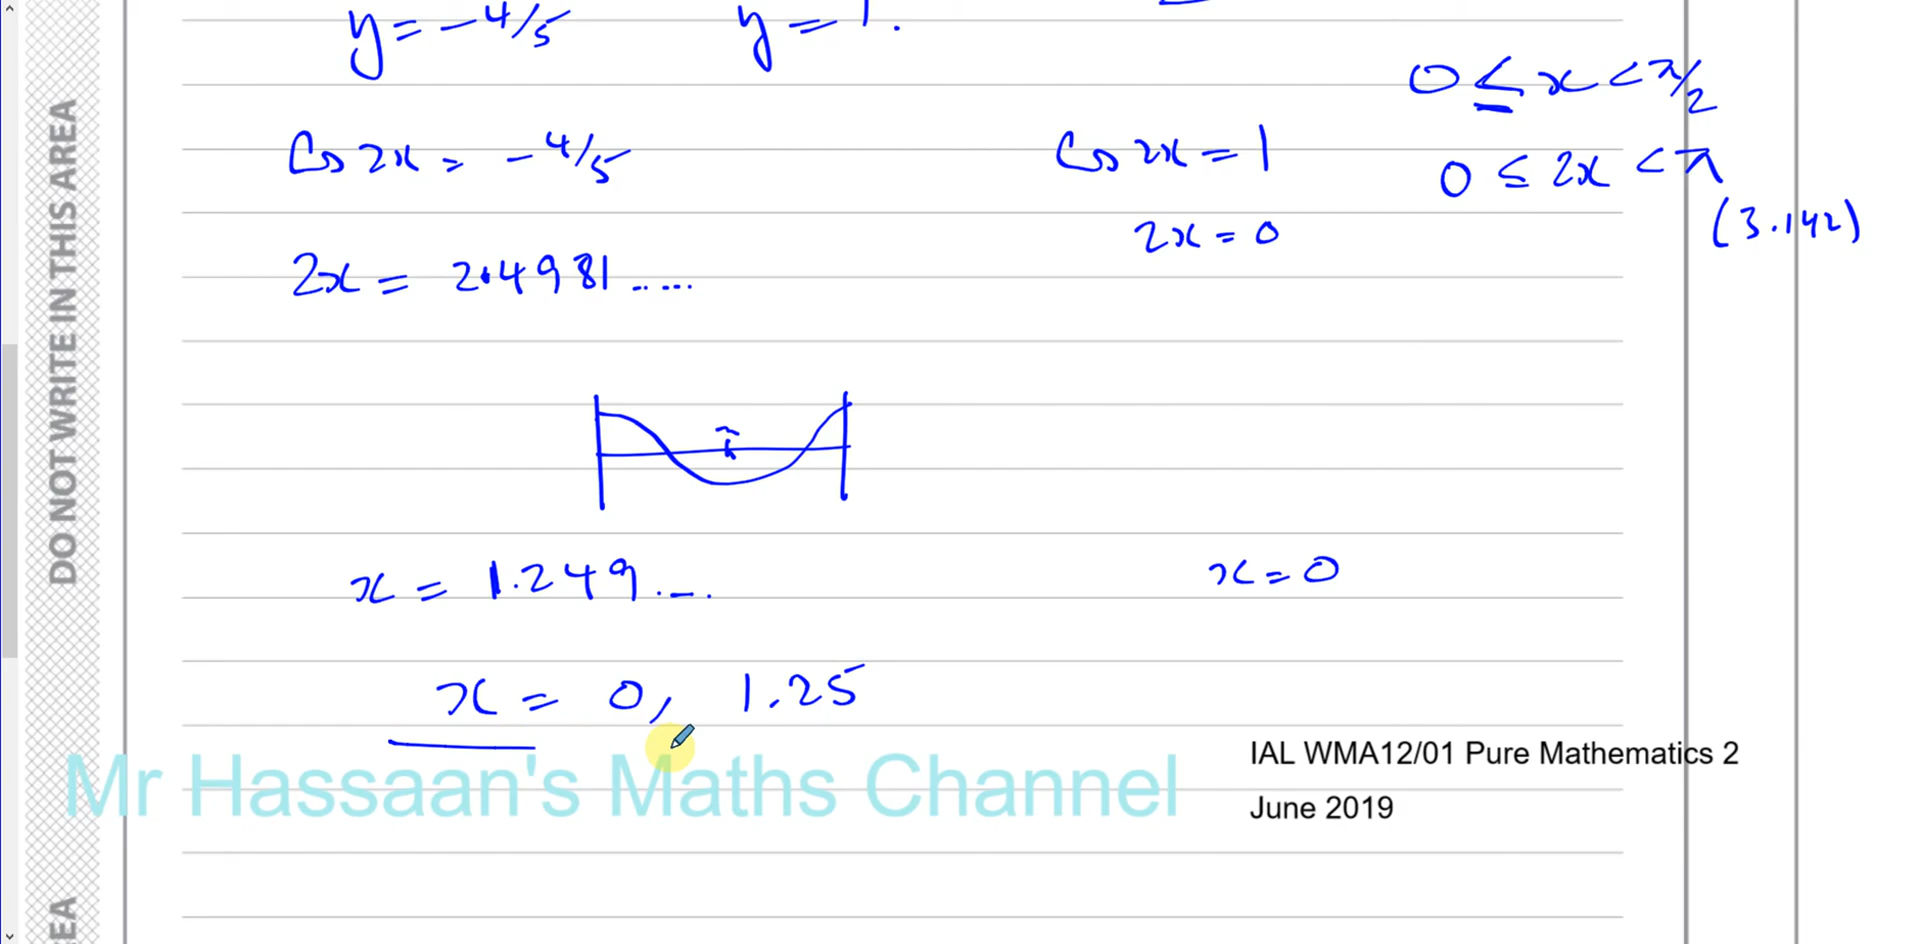 y = -4/5 y = 1.
0 ≤ x < π/2
Cos 2x = -4/5 Cos 2x = 1 0 ≤ 2x < π
2x = 0 (3.142)
2x = 2.4981.....
π
x = 1.249... x = 0
x = 0, 1.25
Mr Hassaan's Maths Channel
IAL WMA12/01 Pure Mathematics 2
June 2019
DO NOT WRITE IN THIS AREA
EA